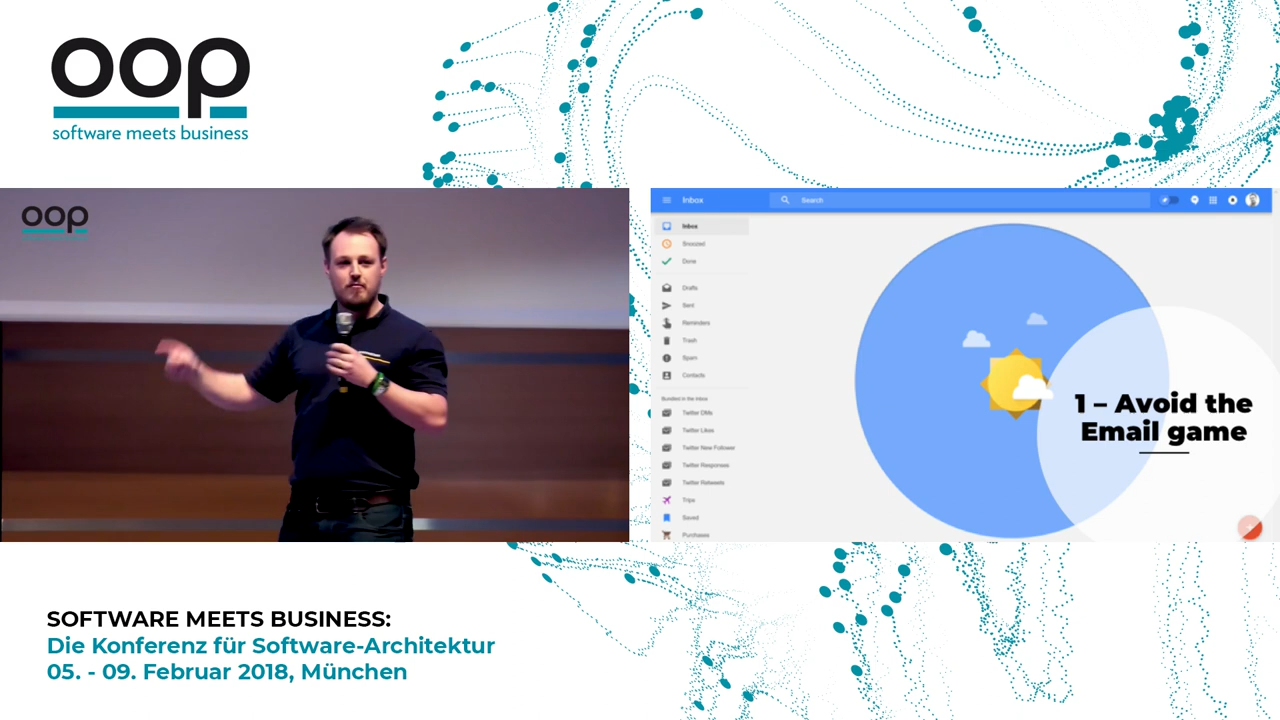 oop
software meets business
oop
Inbox
Search
Inbox
Snoozed
Done
Drafts
Sent
Reminders
Trash
Spam
Contacts
Bundled in the inbox
Twitter DMs
Twitter Likes
Twitter New Follower
Twitter Responses
Twitter Retweets
Trips
Saved
Purchases
1 – Avoid the
Email game
SOFTWARE MEETS BUSINESS:
Die Konferenz für Software-Architektur
05. - 09. Februar 2018, München